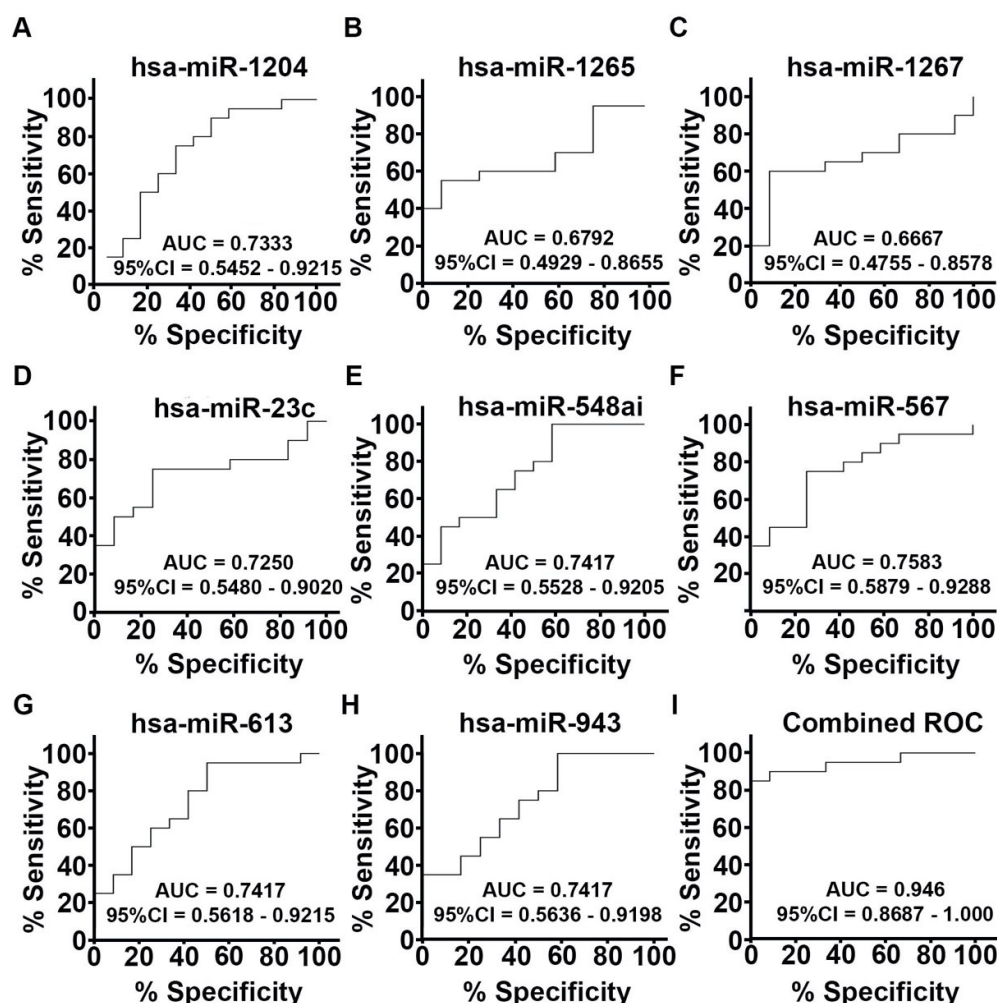 A
hsa-miR-1204
% Sensitivity
100
80
60
40
20
0
AUC = 0.7333
95%CI = 0.5452 - 0.9215
0 20 40 60 80 100
% Specificity
B
hsa-miR-1265
% Sensitivity
100
80
60
40
20
0
AUC = 0.6792
95%CI = 0.4929 - 0.8655
0 20 40 60 80 100
% Specificity
C
hsa-miR-1267
% Sensitivity
100
80
60
40
20
0
AUC = 0.6667
95%CI = 0.4755 - 0.8578
0 20 40 60 80 100
% Specificity
D
hsa-miR-23c
% Sensitivity
100
80
60
40
20
0
AUC = 0.7250
95%CI = 0.5480 - 0.9020
0 20 40 60 80 100
% Specificity
E
hsa-miR-548ai
% Sensitivity
100
80
60
40
20
0
AUC = 0.7417
95%CI = 0.5528 - 0.9205
0 20 40 60 80 100
% Specificity
F
hsa-miR-567
% Sensitivity
100
80
60
40
20
0
AUC = 0.7583
95%CI = 0.5879 - 0.9288
0 20 40 60 80 100
% Specificity
G
hsa-miR-613
% Sensitivity
100
80
60
40
20
0
AUC = 0.7417
95%CI = 0.5618 - 0.9215
0 20 40 60 80 100
% Specificity
H
hsa-miR-943
% Sensitivity
100
80
60
40
20
0
AUC = 0.7417
95%CI = 0.5636 - 0.9198
0 20 40 60 80 100
% Specificity
I
Combined ROC
% Sensitivity
100
80
60
40
20
0
AUC = 0.946
95%CI = 0.8687 - 1.000
0 20 40 60 80 100
% Specificity